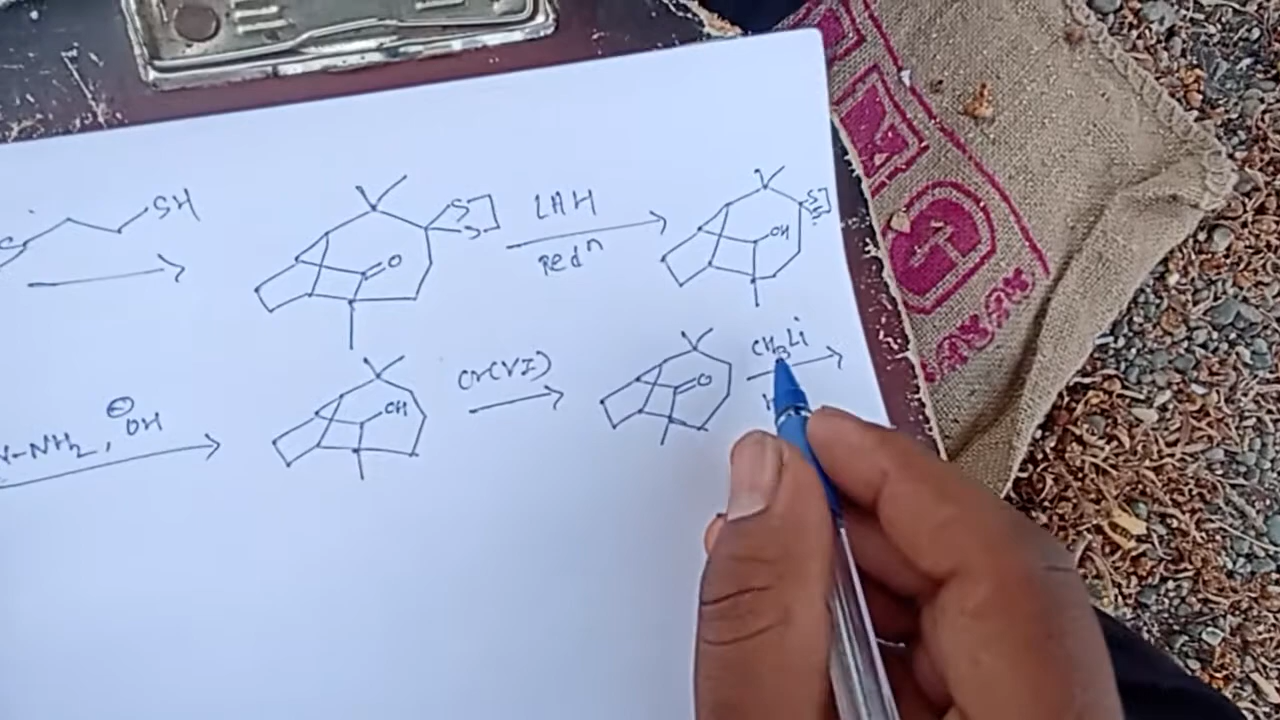 SH
S
S
O
LAH
redⁿ
S
S
OH
-NH₂, ⊖OH
OH
Cr(VI)
O
CH₃Li
H